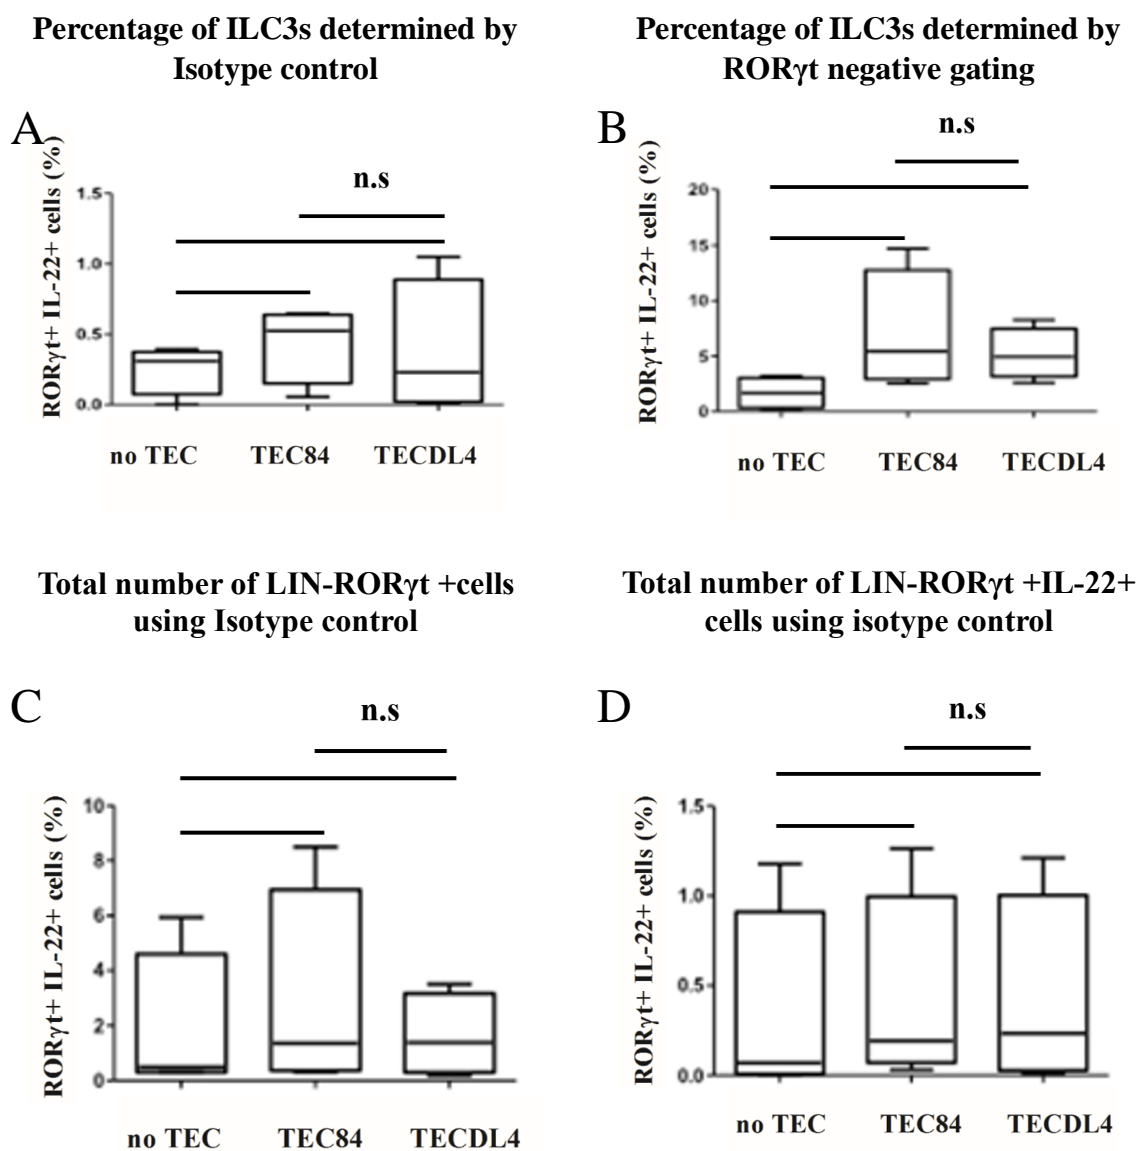 Percentage of ILC3s determined by
Isotype control
Percentage of ILC3s determined by
RORγt negative gating
A
RORγt+ IL-22+ cells (%)
n.s
1.5
1.0
0.5
0.0
no TEC TEC84 TECDL4
B
RORγt+ IL-22+ cells (%)
n.s
20
15
10
5
0
no TEC TEC84 TECDL4
Total number of LIN-RORγt +cells
using Isotype control
Total number of LIN-RORγt +IL-22+
cells using isotype control
C
RORγt+ IL-22+ cells (%)
n.s
10
8
6
4
2
0
no TEC TEC84 TECDL4
D
RORγt+ IL-22+ cells (%)
n.s
1.5
1.0
0.5
0.0
no TEC TEC84 TECDL4